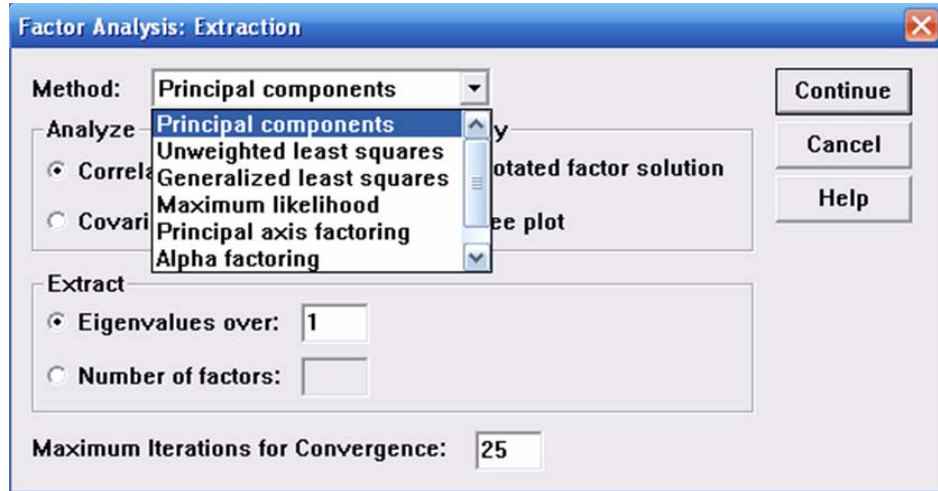 Factor Analysis: Extraction
Method: Principal components
Continue
Cancel
Help
Principal components
Unweighted least squares
Generalized least squares
Maximum likelihood
Principal axis factoring
Alpha factoring
Analyze
factor solution
plot
Extract
Eigenvalues over: 1
Number of factors:
Maximum Iterations for Convergence: 25